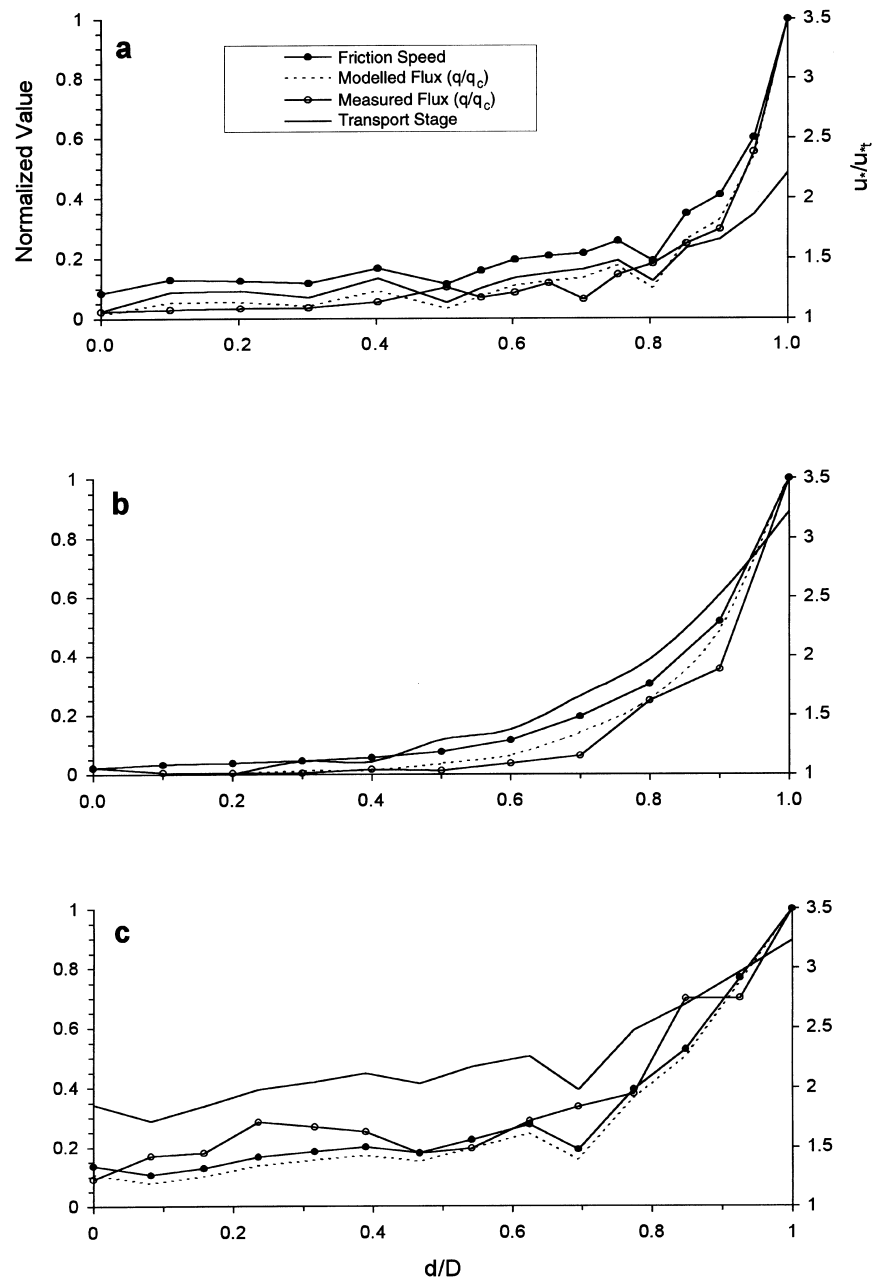 a
Friction Speed
Modelled Flux (q/qc)
Measured Flux (q/qc)
Transport Stage
Normalized Value
1
0.8
0.6
0.4
0.2
0
3.5
3
2.5
2
1.5
1
u*/u*t
0.0 0.2 0.4 0.6 0.8 1.0
b
1
0.8
0.6
0.4
0.2
0
3.5
3
2.5
2
1.5
1
0.0 0.2 0.4 0.6 0.8 1.0
c
1
0.8
0.6
0.4
0.2
0
3.5
3
2.5
2
1.5
1
0 0.2 0.4 0.6 0.8 1
d/D